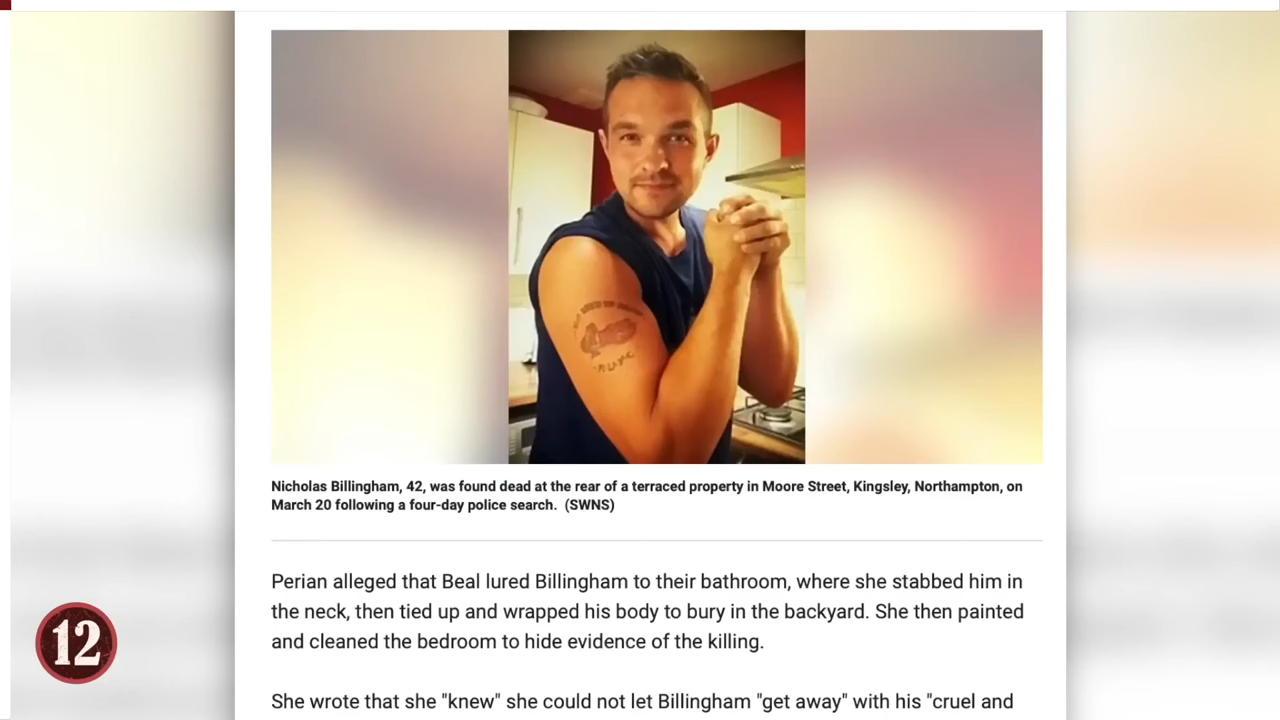 Nicholas Billingham, 42, was found dead at the rear of a terraced property in Moore Street, Kingsley, Northampton, on
March 20 following a four-day police search. (SWNS)
Perian alleged that Beal lured Billingham to their bathroom, where she stabbed him in
the neck, then tied up and wrapped his body to bury in the backyard. She then painted
and cleaned the bedroom to hide evidence of the killing.
12
She wrote that she "knew" she could not let Billingham "get away" with his "cruel and